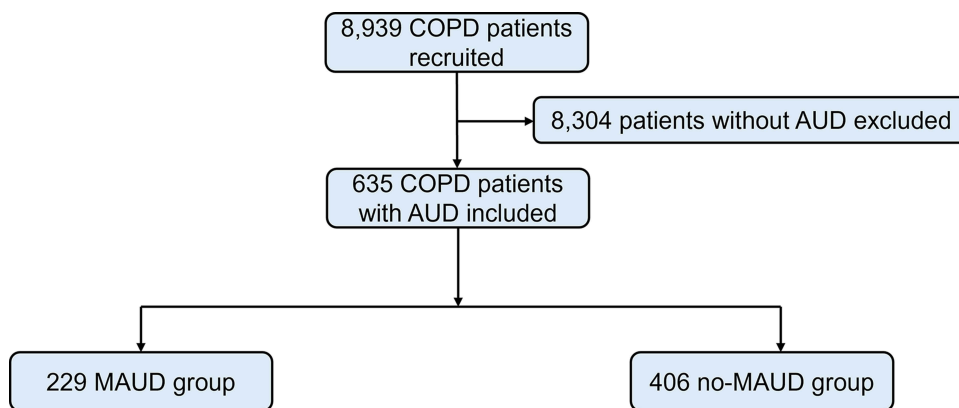 8,939 COPD patients
recruited
8,304 patients without AUD excluded
635 COPD patients
with AUD included
229 MAUD group
406 no-MAUD group